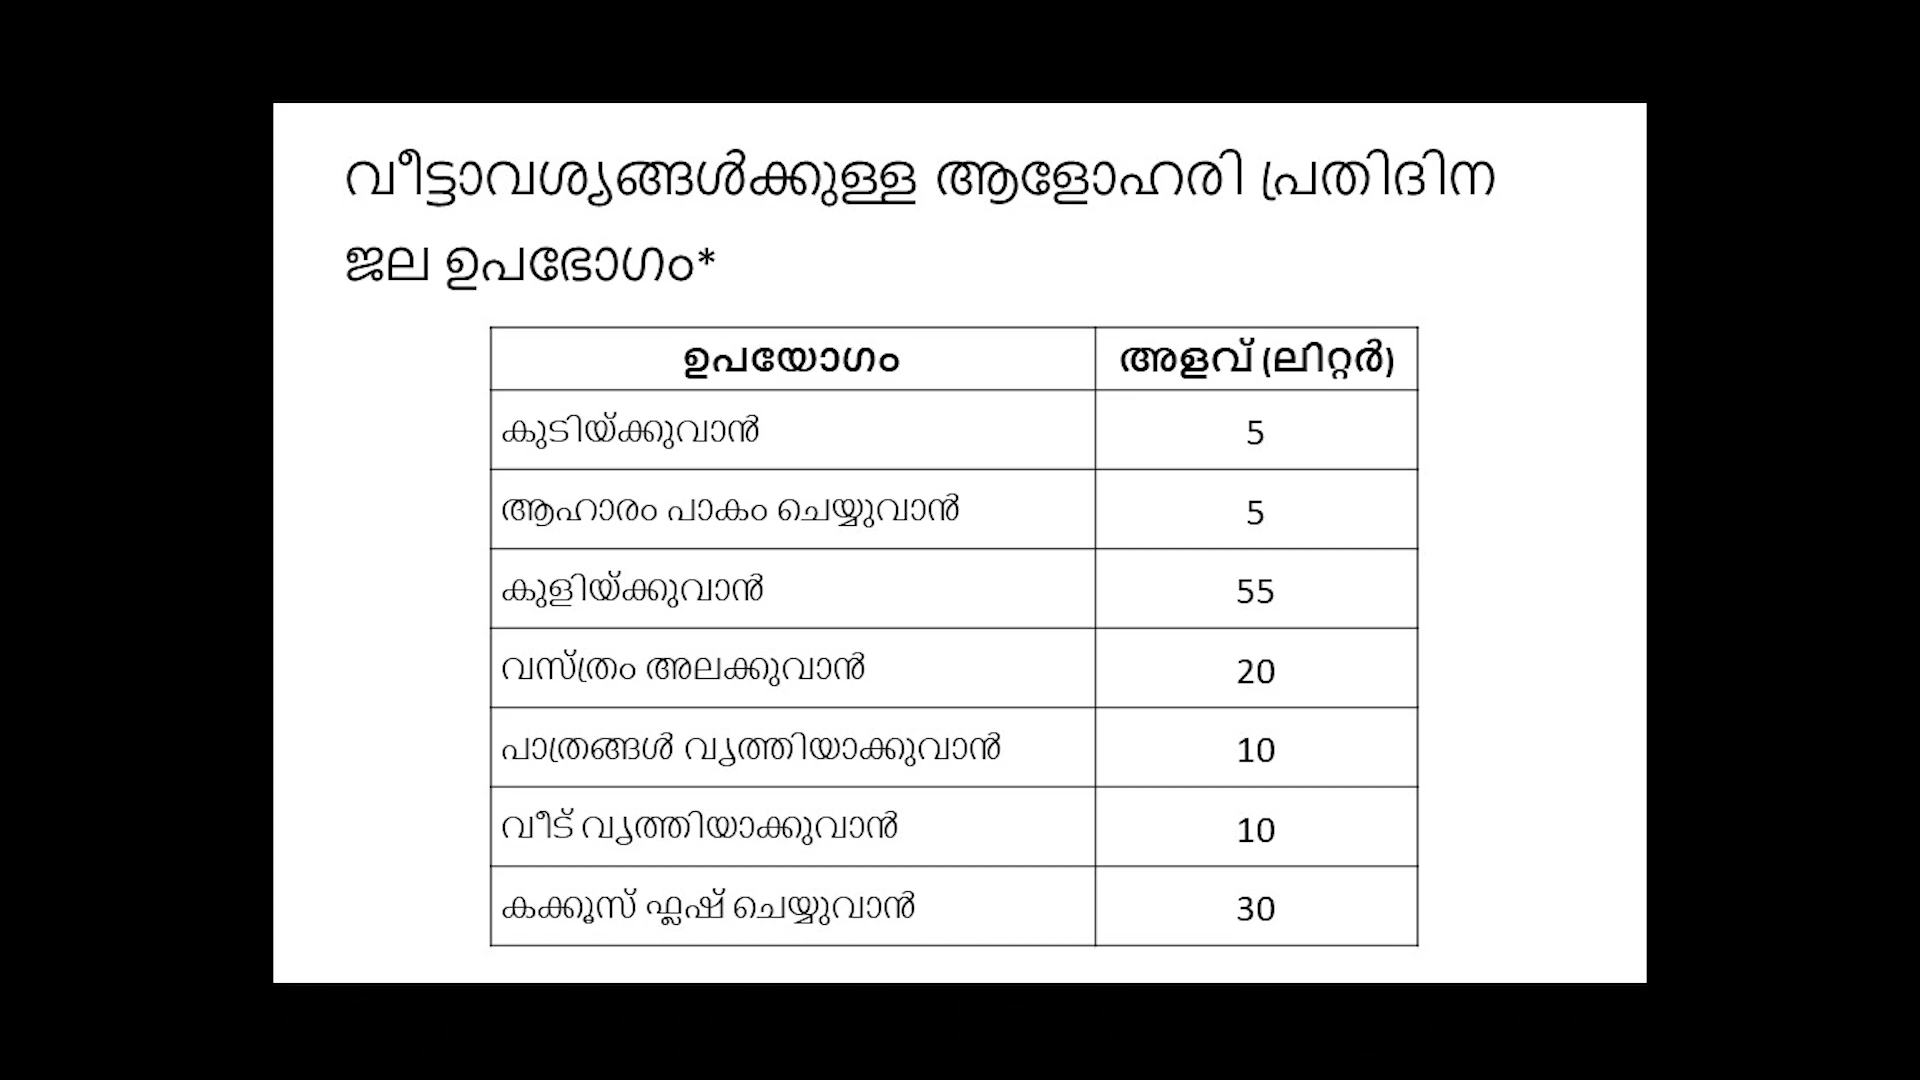 വീട്ടാവശ്യങ്ങൾക്കുള്ള ആളോഹരി പ്രതിദിന
ജല ഉപഭോഗം*
ഉപയോഗം അളവ് (ലിറ്റർ)
കുടിയ്ക്കുവാൻ 5
ആഹാരം പാകം ചെയ്യുവാൻ 5
കുളിയ്ക്കുവാൻ 55
വസ്ത്രം അലക്കുവാൻ 20
പാത്രങ്ങൾ വൃത്തിയാക്കുവാൻ 10
വീട് വൃത്തിയാക്കുവാൻ 10
കക്കൂസ് ഫ്ലഷ് ചെയ്യുവാൻ 30